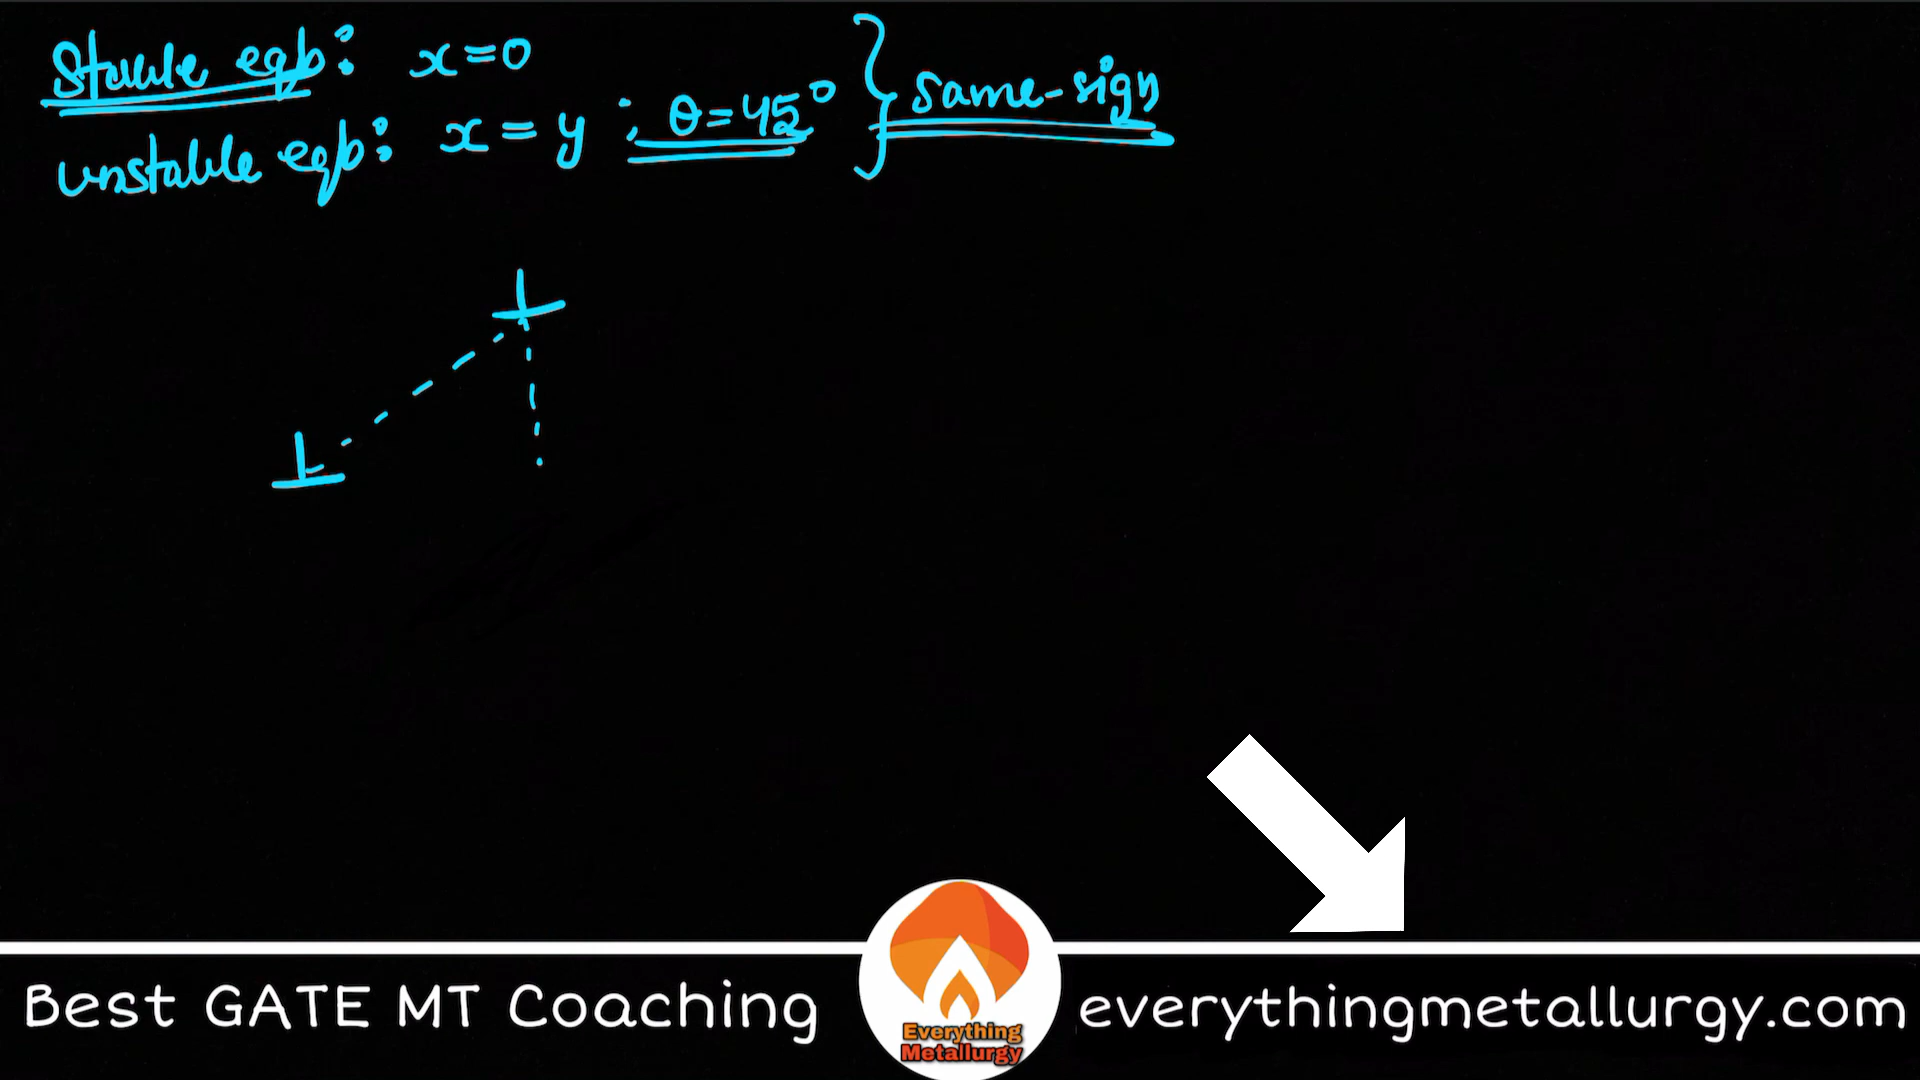 Stable eqb: x=0
unstable eqb: x=y ; θ=45° } same-sign
Best GATE MT Coaching
Everything
Metallurgy
everythingmetallurgy.com